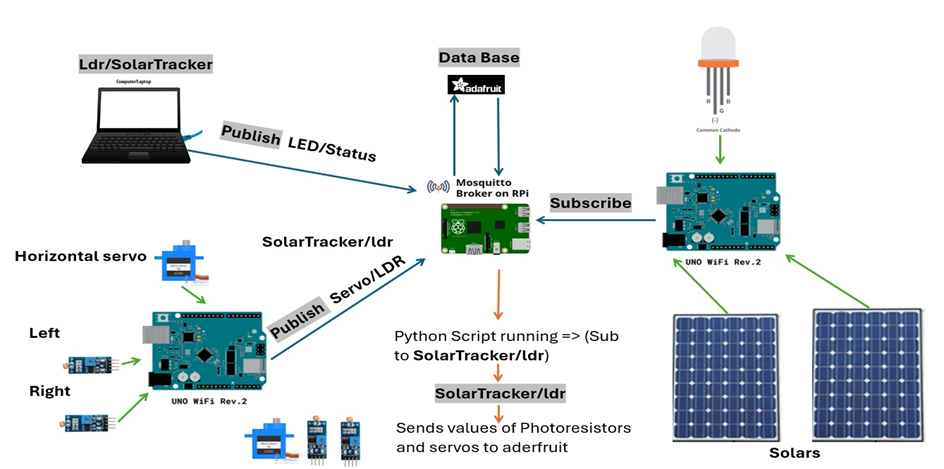 Ldr/SolarTracker
Computer/Laptop
Publish LED/Status
Data Base
adafruit
Mosquitto
Broker on RPi
R
G
B
(-)
Common Cathode
Subscribe
UNO WiFi Rev.2
Horizontal servo
SolarTracker/ldr
Publish Servo/LDR
Left
Right
UNO WiFi Rev.2
Python Script running => (Sub
to SolarTracker/ldr)
SolarTracker/ldr
Sends values of Photoresistors
and servos to aderfruit
Solars